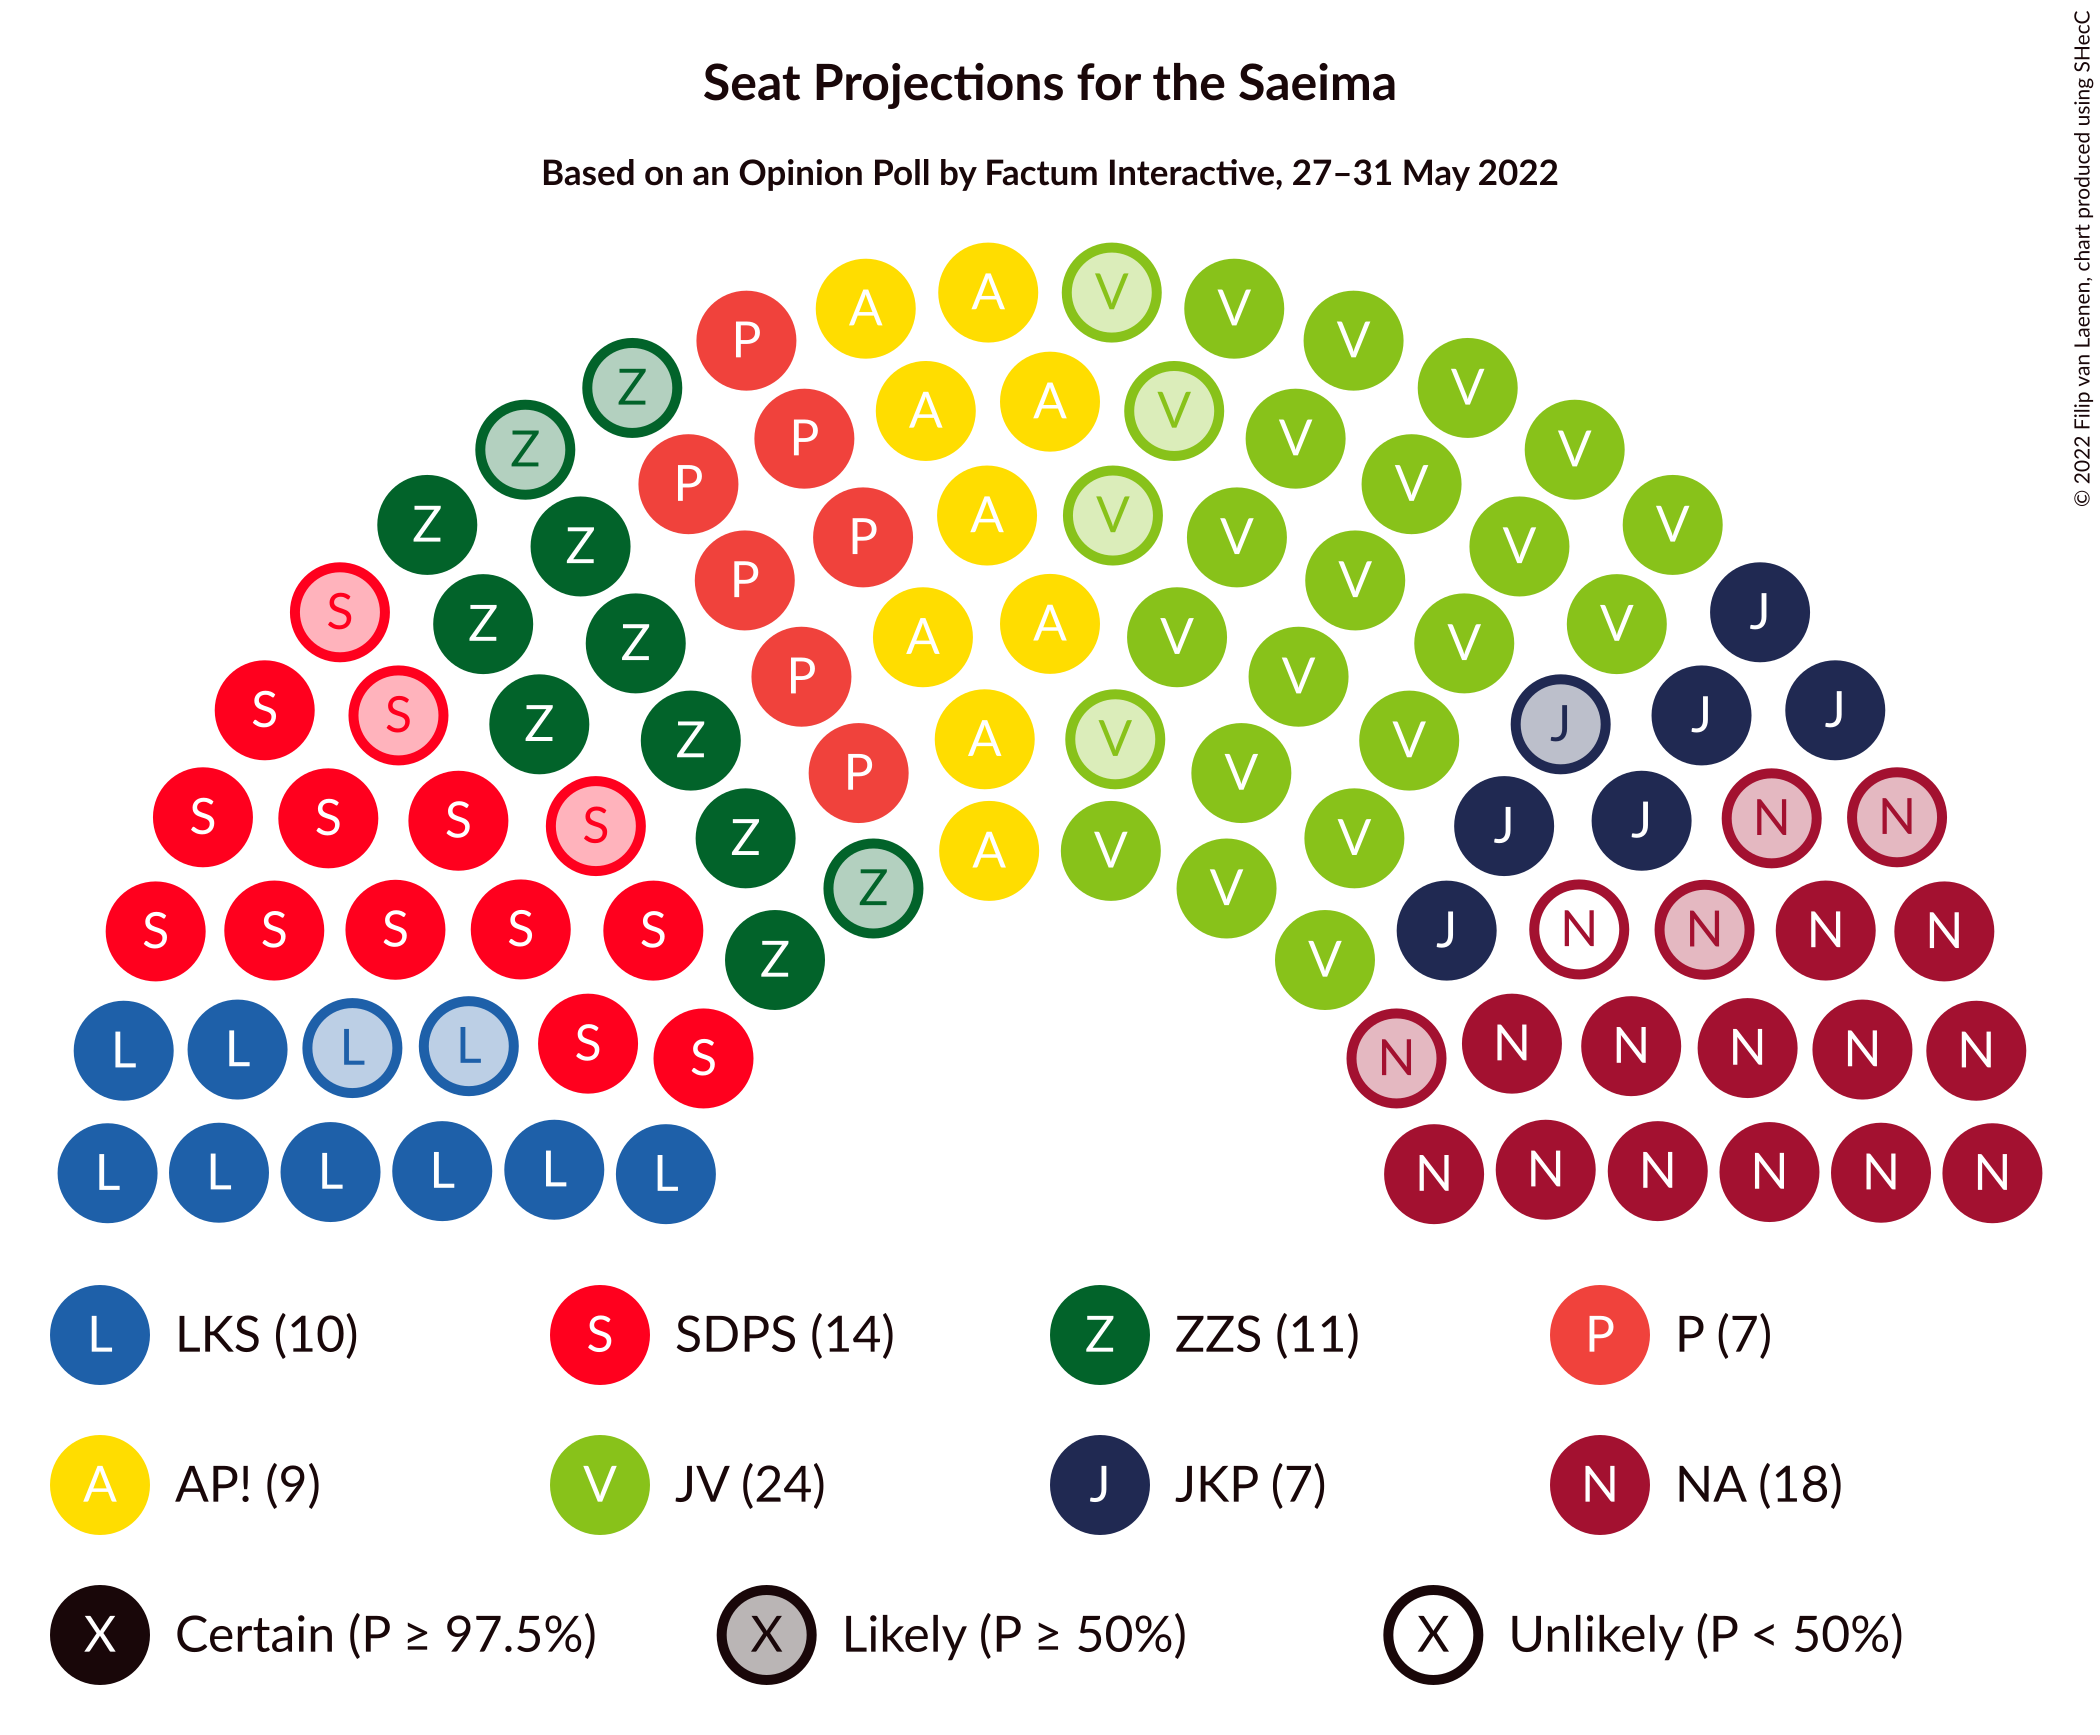 Seat Projections for the Saeima
Based on an Opinion Poll by Factum Interactive, 27–31 May 2022
© 2022 Filip van Laenen, chart produced using SHecC
A A V V
P V
Z V
Z V
A A V
P V
P V
Z V
Z V
A V
P V
P V
S J
Z Z V V
A A V
P V
S Z J J J
S
S Z A V V J
P V
S S S S Z V J J N N
A V
Z V
S S S S S J N N N N
Z V
L L L L S S N N N N N N
L L L L L L N N N N N N
L LKS (10) S SDPS (14) Z ZZS (11) P P (7)
A AP! (9) V JV (24) J JKP (7) N NA (18)
X Certain (P ≥ 97.5%) X Likely (P ≥ 50%) X Unlikely (P < 50%)